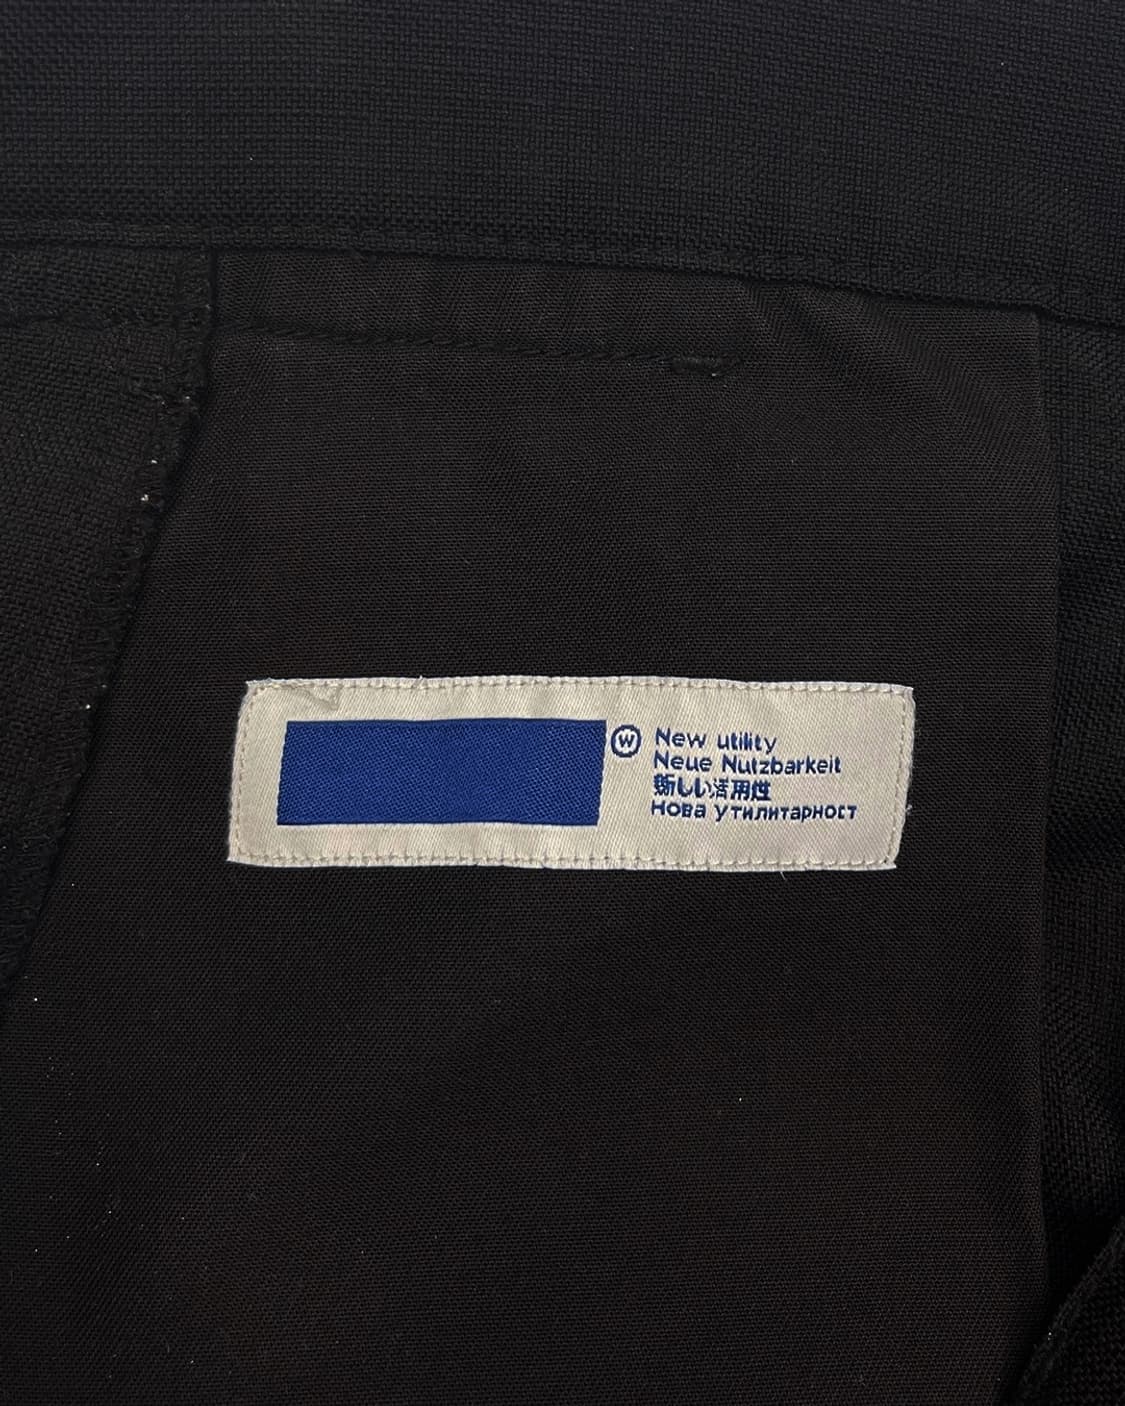 Ⓦ New utility
Neue Nutzbarkeit
新しい活用性
Нова утилитарност